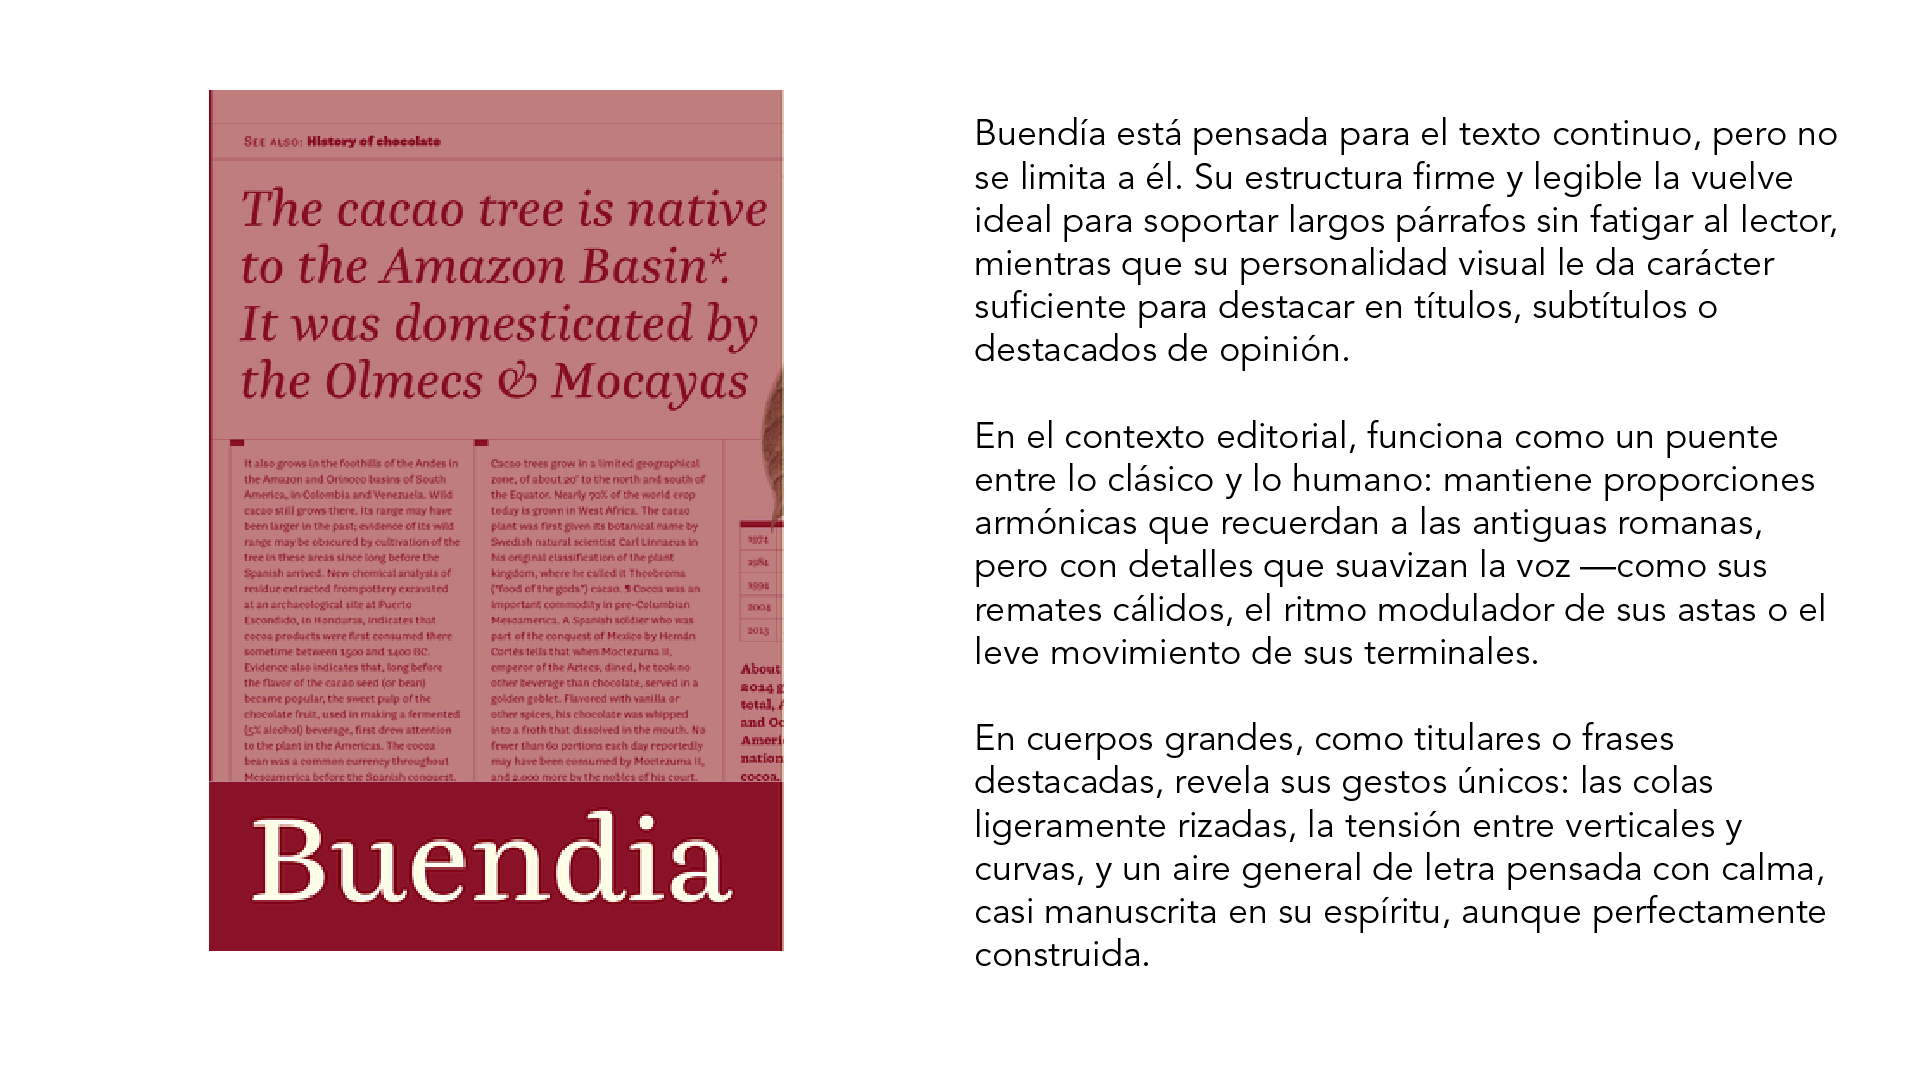 SEE ALSO: History of chocolate
The cacao tree is native
to the Amazon Basin*.
It was domesticated by
the Olmecs & Mocayas
It also grows in the foothills of the Andes in
the Amazon and Orinoco basins of South
America, in Colombia and Venezuela. Wild
cacao still grows there. Its range may have
been larger in the past; evidence of its wild
range may be obscured by cultivation of the
tree in these areas since long before the
Spanish arrived. New chemical analysis of
residue extracted from pottery excavated
at an archaeological site at Puerto
Escondido, in Honduras, indicates that
cocoa products were first consumed there
sometime between 1500 and 1400 BC.
Evidence also indicates that, long before
the flavor of the cacao seed (or bean)
became popular, the sweet pulp of the
chocolate fruit, used in making a fermented
(5% alcohol) beverage, first drew attention
to the plant in the Americas. The cocoa
bean was a common currency throughout
Mesoamerica before the Spanish conquest.
Cacao trees grow in a limited geographical
zone, of about 20° to the north and south of
the Equator. Nearly 70% of the world crop
today is grown in West Africa. The cacao
plant was first given its botanical name by
Swedish natural scientist Carl Linnaeus in
his original classification of the plant
kingdom, where he called it Theobroma
("food of the gods") cacao. ¶ Cocoa was an
important commodity in pre-Columbian
Mesoamerica. A Spanish soldier who was
part of the conquest of Mexico by Hernán
Cortés tells that when Moctezuma II,
emperor of the Aztecs, dined, he took no
other beverage than chocolate, served in a
golden goblet. Flavored with vanilla or
other spices, his chocolate was whipped
into a froth that dissolved in the mouth. No
fewer than 60 portions each day reportedly
may have been consumed by Moctezuma II,
and 2,000 more by the nobles of his court.
1974
1984
1994
2004
2013
About
2014 g
total, A
and Oc
Ameri
nation
cocoa.
Buendia
Buendía está pensada para el texto continuo, pero no
se limita a él. Su estructura firme y legible la vuelve
ideal para soportar largos párrafos sin fatigar al lector,
mientras que su personalidad visual le da carácter
suficiente para destacar en títulos, subtítulos o
destacados de opinión.
En el contexto editorial, funciona como un puente
entre lo clásico y lo humano: mantiene proporciones
armónicas que recuerdan a las antiguas romanas,
pero con detalles que suavizan la voz —como sus
remates cálidos, el ritmo modulador de sus astas o el
leve movimiento de sus terminales.
En cuerpos grandes, como titulares o frases
destacadas, revela sus gestos únicos: las colas
ligeramente rizadas, la tensión entre verticales y
curvas, y un aire general de letra pensada con calma,
casi manuscrita en su espíritu, aunque perfectamente
construida.